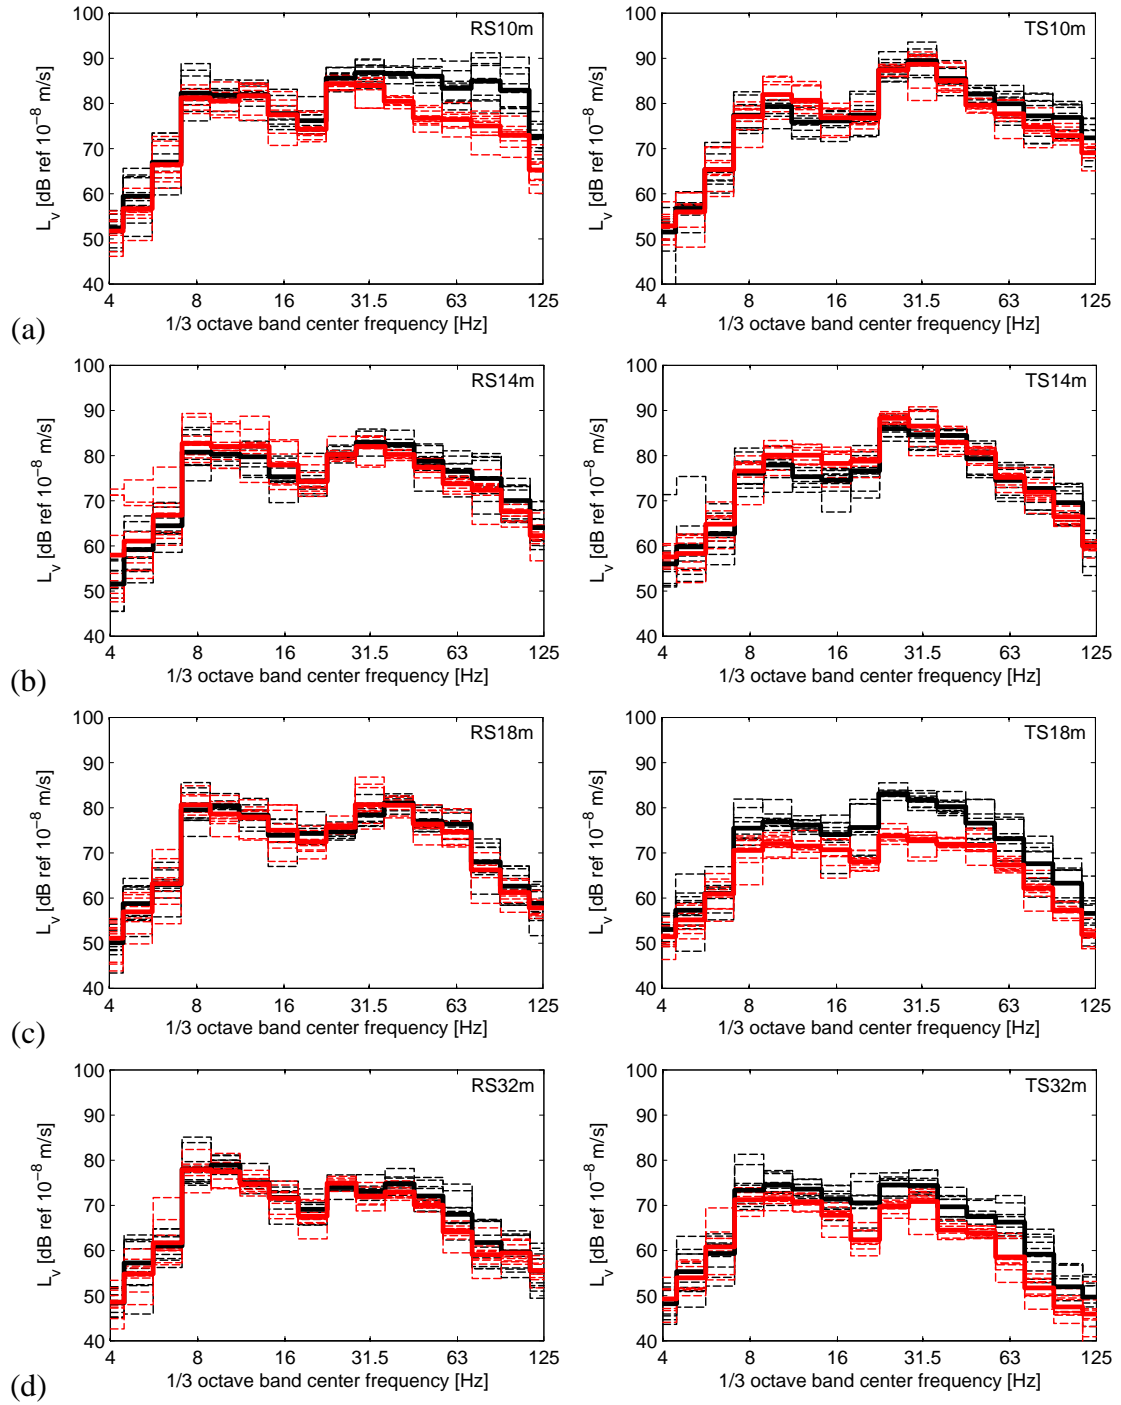 RS10m
TS10m
100 90 80 70 60 50 40
L_v [dB ref 10^−8 m/s]
4 8 16 31.5 63 125
1/3 octave band center frequency [Hz]
100 90 80 70 60 50 40
L_v [dB ref 10^−8 m/s]
4 8 16 31.5 63 125
1/3 octave band center frequency [Hz]
(a)
RS14m
TS14m
100 90 80 70 60 50 40
L_v [dB ref 10^−8 m/s]
4 8 16 31.5 63 125
1/3 octave band center frequency [Hz]
100 90 80 70 60 50 40
L_v [dB ref 10^−8 m/s]
4 8 16 31.5 63 125
1/3 octave band center frequency [Hz]
(b)
RS18m
TS18m
100 90 80 70 60 50 40
L_v [dB ref 10^−8 m/s]
4 8 16 31.5 63 125
1/3 octave band center frequency [Hz]
100 90 80 70 60 50 40
L_v [dB ref 10^−8 m/s]
4 8 16 31.5 63 125
1/3 octave band center frequency [Hz]
(c)
RS32m
TS32m
100 90 80 70 60 50 40
L_v [dB ref 10^−8 m/s]
4 8 16 31.5 63 125
1/3 octave band center frequency [Hz]
100 90 80 70 60 50 40
L_v [dB ref 10^−8 m/s]
4 8 16 31.5 63 125
1/3 octave band center frequency [Hz]
(d)